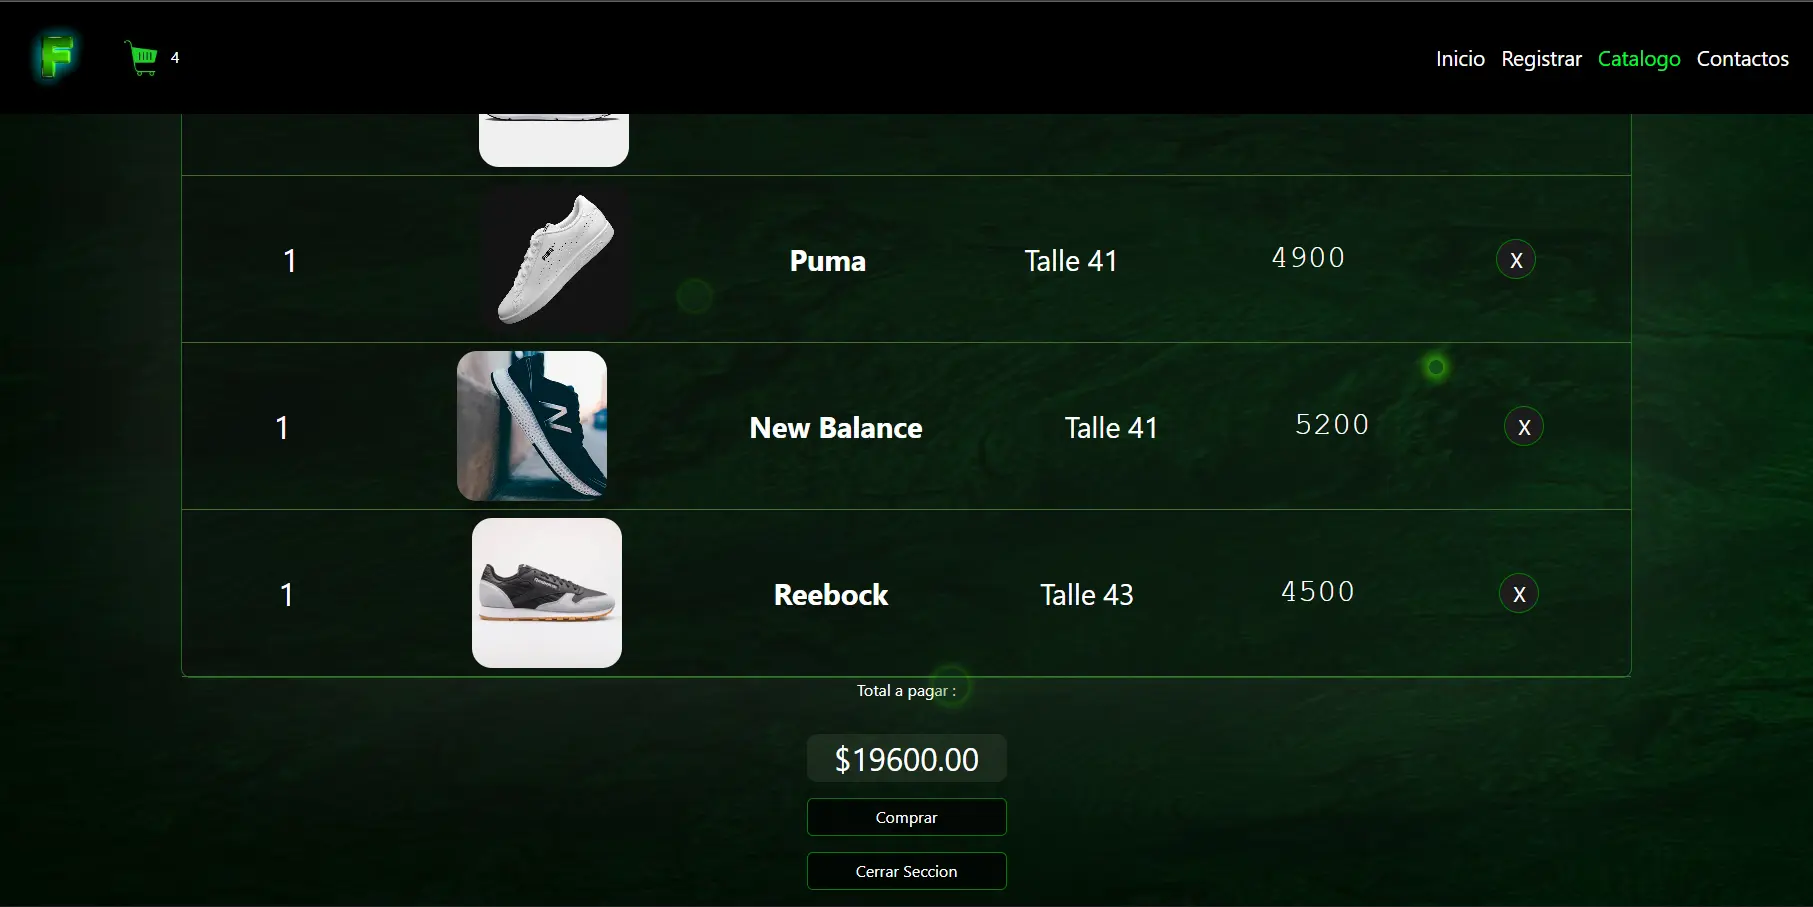 F 4 Inicio Registrar Catalogo Contactos
1 Puma Talle 41 4900 X
1 N New Balance Talle 41 5200 X
1 Reebock Talle 43 4500 X
Total a pagar :
$19600.00
Comprar
Cerrar Seccion